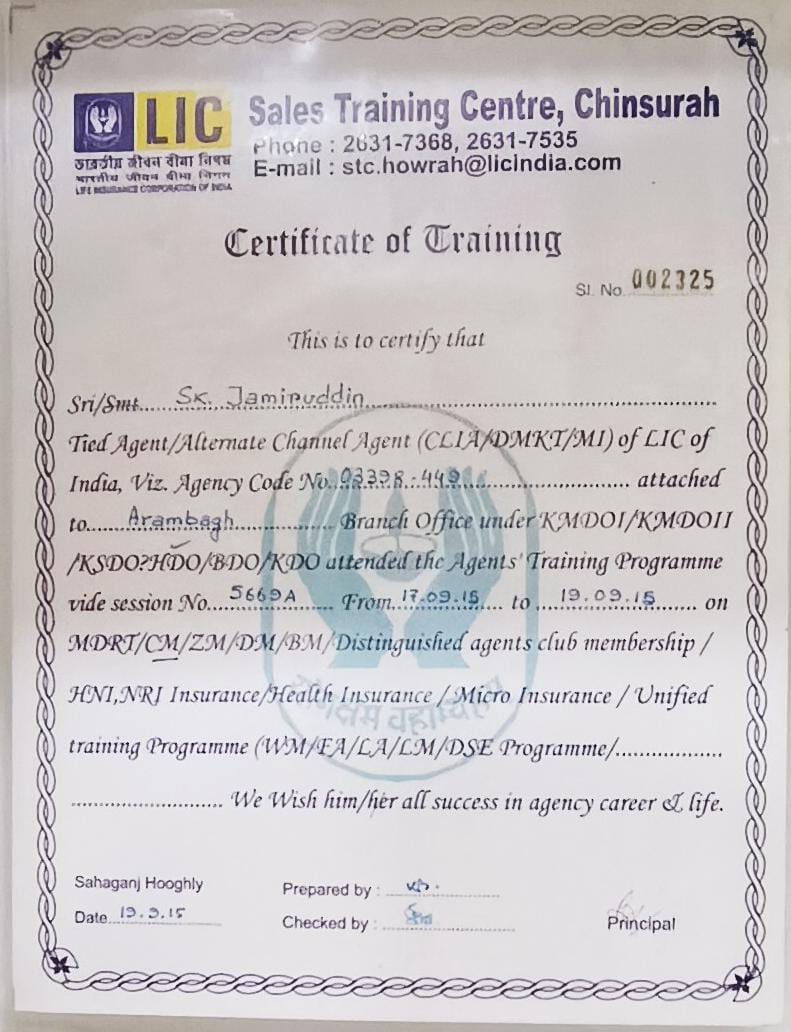 LIC
Sales Training Centre, Chinsurah
Phone : 2631-7368, 2631-7535
E-mail : stc.howrah@licindia.com
জীবন বীমা নিগম
भारतीय जीवन बीमा निगम
LIFE INSURANCE CORPORATION OF INDIA
Certificate of Training
Sl. No. 002325
This is to certify that
Sri/Smt.....Sk. Jamiruddin
Tied Agent/Alternate Channel Agent (CLIA/DMKT/MI) of LIC of
India, Viz. Agency Code No. 03398-449 attached
to......Arambagh............... Branch Office under KMDOI/KMDOII
/KSDO?HDO/BDO/KDO attended the Agents' Training Programme
vide session No...5669A...... From..17.09.15.... to ...19.09.15....... on
MDRT/CM/ZM/DM/BM/Distinguished agents club membership /
HNI,NRI Insurance/Health Insurance / Micro Insurance / Unified
training Programme (WM/FA/LA/LM/DSE Programme/..................
.......................... We Wish him/her all success in agency career & life.
Sahaganj Hooghly
Date..19.9.15
Prepared by :
Checked by :
Principal